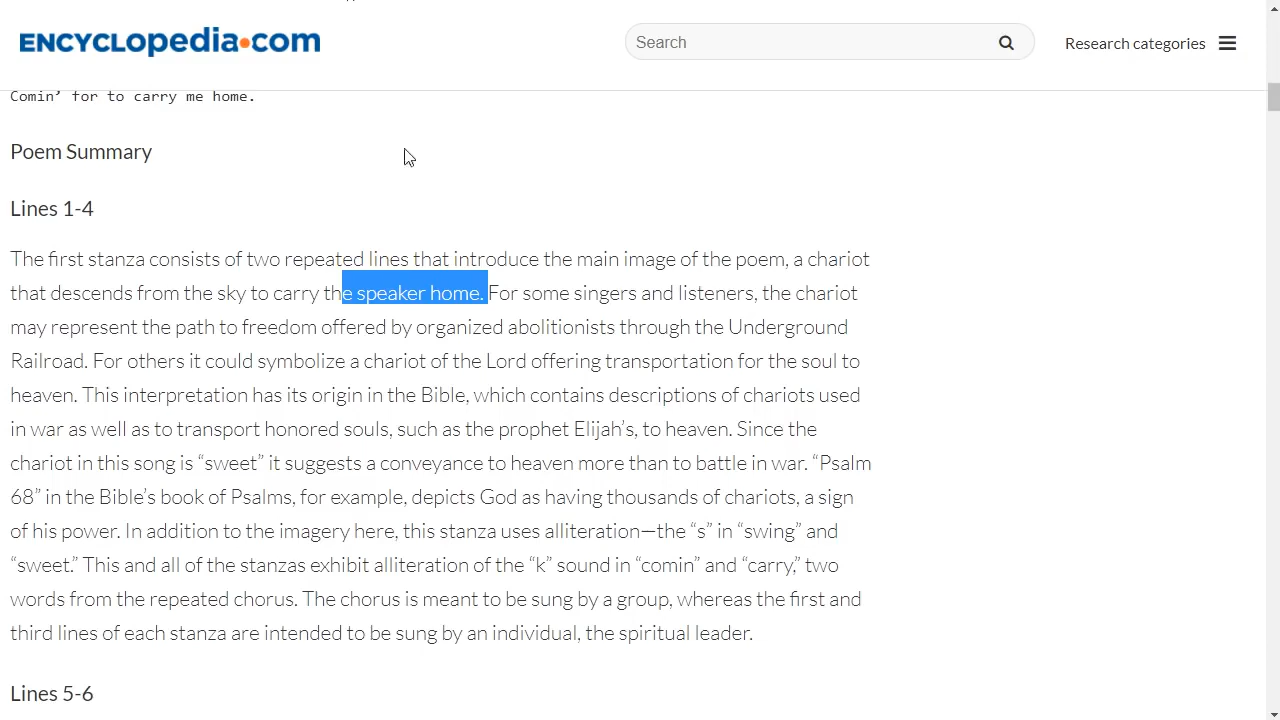 ENCYCLOPEDIA.com
Search
Research categories
Comin’ for to carry me home.
Poem Summary
Lines 1-4
The first stanza consists of two repeated lines that introduce the main image of the poem, a chariot
that descends from the sky to carry the speaker home. For some singers and listeners, the chariot
may represent the path to freedom offered by organized abolitionists through the Underground
Railroad. For others it could symbolize a chariot of the Lord offering transportation for the soul to
heaven. This interpretation has its origin in the Bible, which contains descriptions of chariots used
in war as well as to transport honored souls, such as the prophet Elijah’s, to heaven. Since the
chariot in this song is “sweet” it suggests a conveyance to heaven more than to battle in war. “Psalm
68” in the Bible’s book of Psalms, for example, depicts God as having thousands of chariots, a sign
of his power. In addition to the imagery here, this stanza uses alliteration—the “s” in “swing” and
“sweet.” This and all of the stanzas exhibit alliteration of the “k” sound in “comin” and “carry,” two
words from the repeated chorus. The chorus is meant to be sung by a group, whereas the first and
third lines of each stanza are intended to be sung by an individual, the spiritual leader.
Lines 5-6